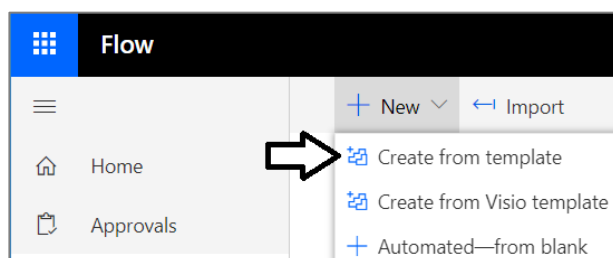 Flow
New Import
Home
Create from template
Create from Visio template
Approvals
Automated—from blank